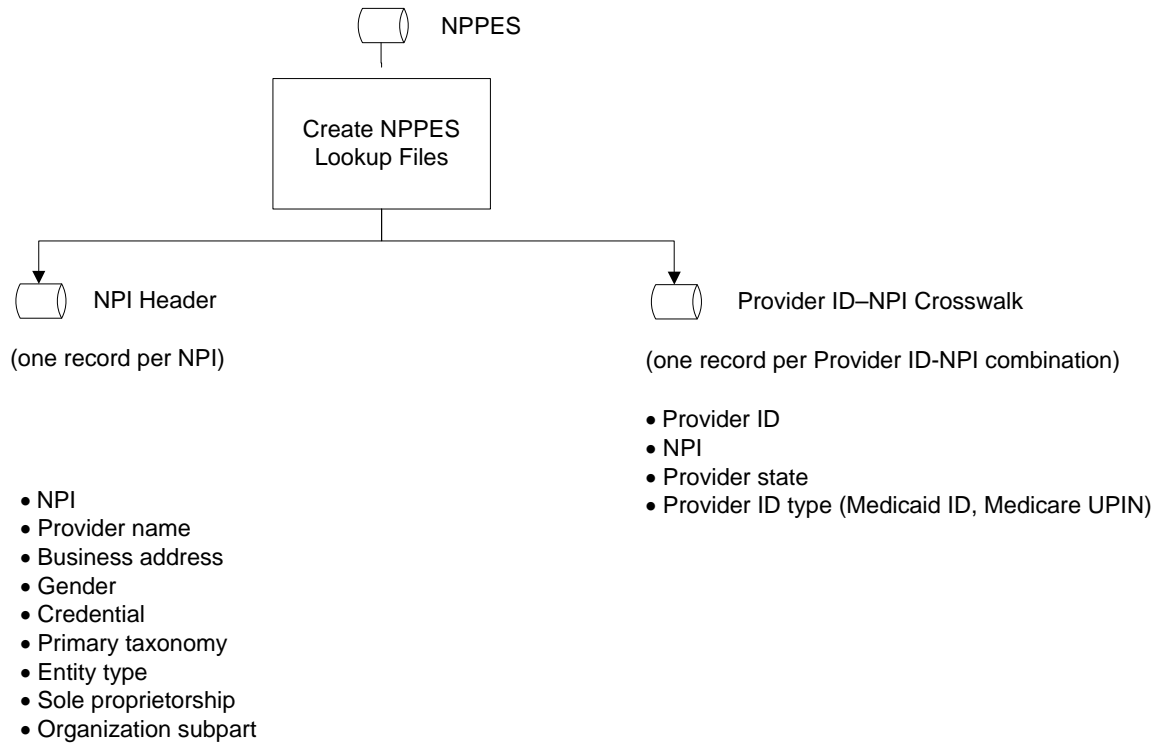 NPPES
Create NPPES
Lookup Files
NPI Header
(one record per NPI)
• NPI
• Provider name
• Business address
• Gender
• Credential
• Primary taxonomy
• Entity type
• Sole proprietorship
• Organization subpart
Provider ID–NPI Crosswalk
(one record per Provider ID-NPI combination)
• Provider ID
• NPI
• Provider state
• Provider ID type (Medicaid ID, Medicare UPIN)